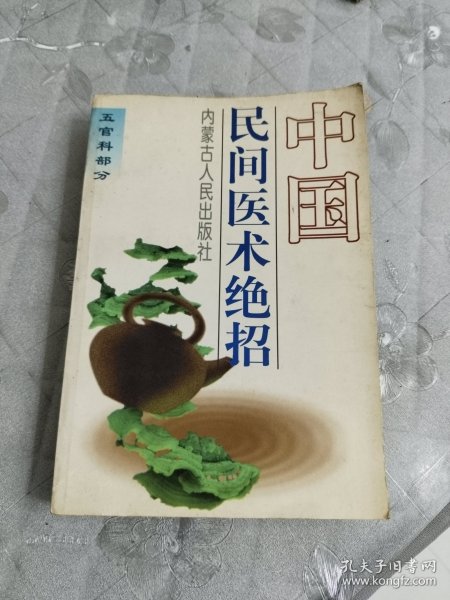 中国
民间医术绝招
内蒙古人民出版社
五官科部分
孔夫子旧书网
www.kongfz.com